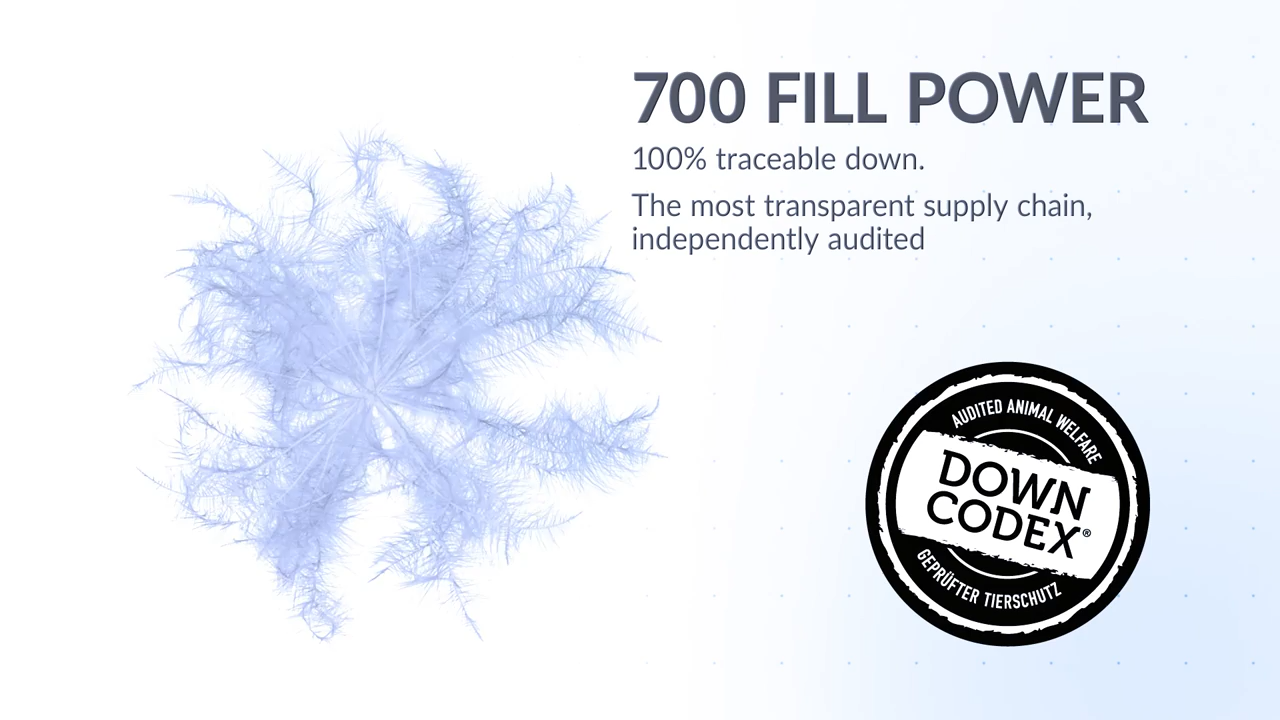 700 FILL POWER
100% traceable down.
The most transparent supply chain,
independently audited
AUDITED ANIMAL WELFARE
DOWN
CODEX®
GEPRÜFTER TIERSCHUTZ